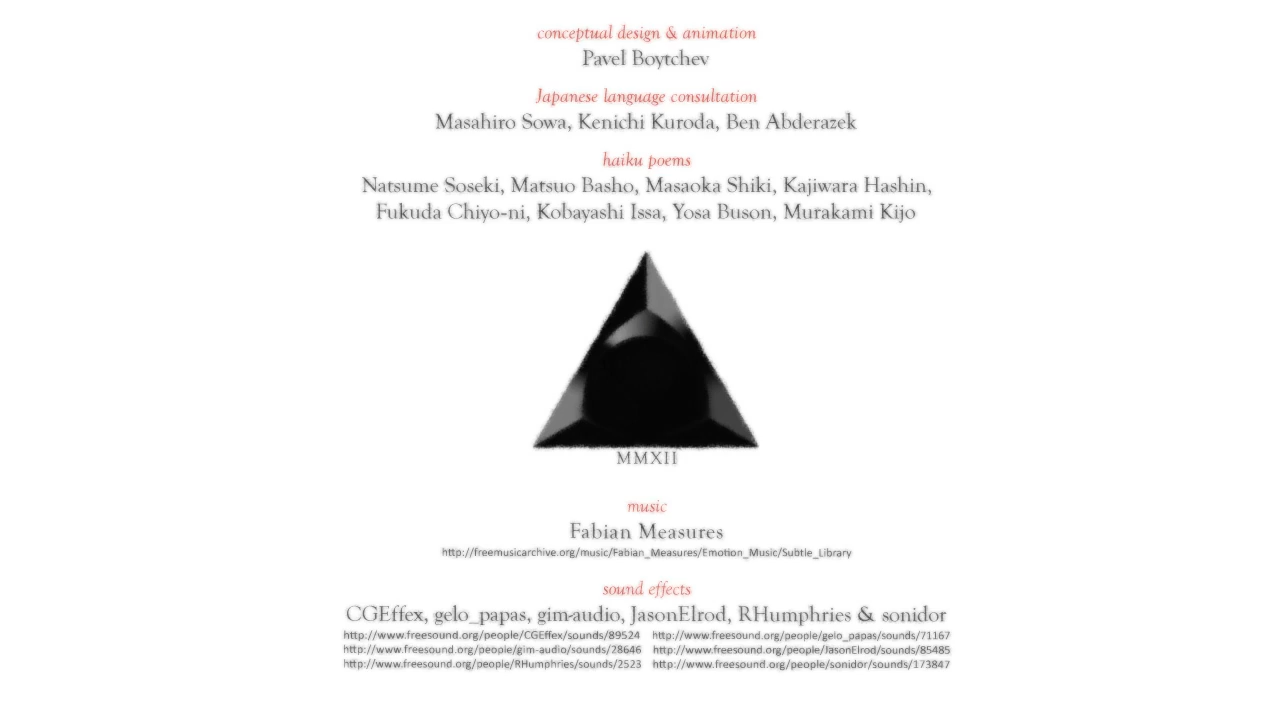 conceptual design & animation
Pavel Boytchev
Japanese language consultation
Masahiro Sowa, Kenichi Kuroda, Ben Abderazek
haiku poems
Natsume Soseki, Matsuo Basho, Masaoka Shiki, Kajiwara Hashin,
Fukuda Chiyo-ni, Kobayashi Issa, Yosa Buson, Murakami Kijo
MMXII
music
Fabian Measures
http://freemusicarchive.org/music/Fabian_Measures/Emotion_Music/Subtle_Library
sound effects
CGEffex, gelo_papas, gim-audio, JasonElrod, RHumphries & sonidor
http://www.freesound.org/people/CGEffex/sounds/89524 http://www.freesound.org/people/gelo_papas/sounds/71167
http://www.freesound.org/people/gim-audio/sounds/28646 http://www.freesound.org/people/JasonElrod/sounds/85485
http://www.freesound.org/people/RHumphries/sounds/2523 http://www.freesound.org/people/sonidor/sounds/173847